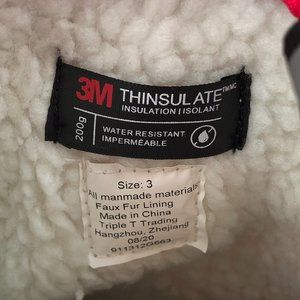 3M THINSULATE™MC
INSULATION | ISOLANT
200g
WATER RESISTANT
IMPERMÉABLE
Size: 3
All manmade materials
Faux Fur Lining
Made in China
Triple T Trading
Hangzhou, Zhejiang
08/20
911312G663